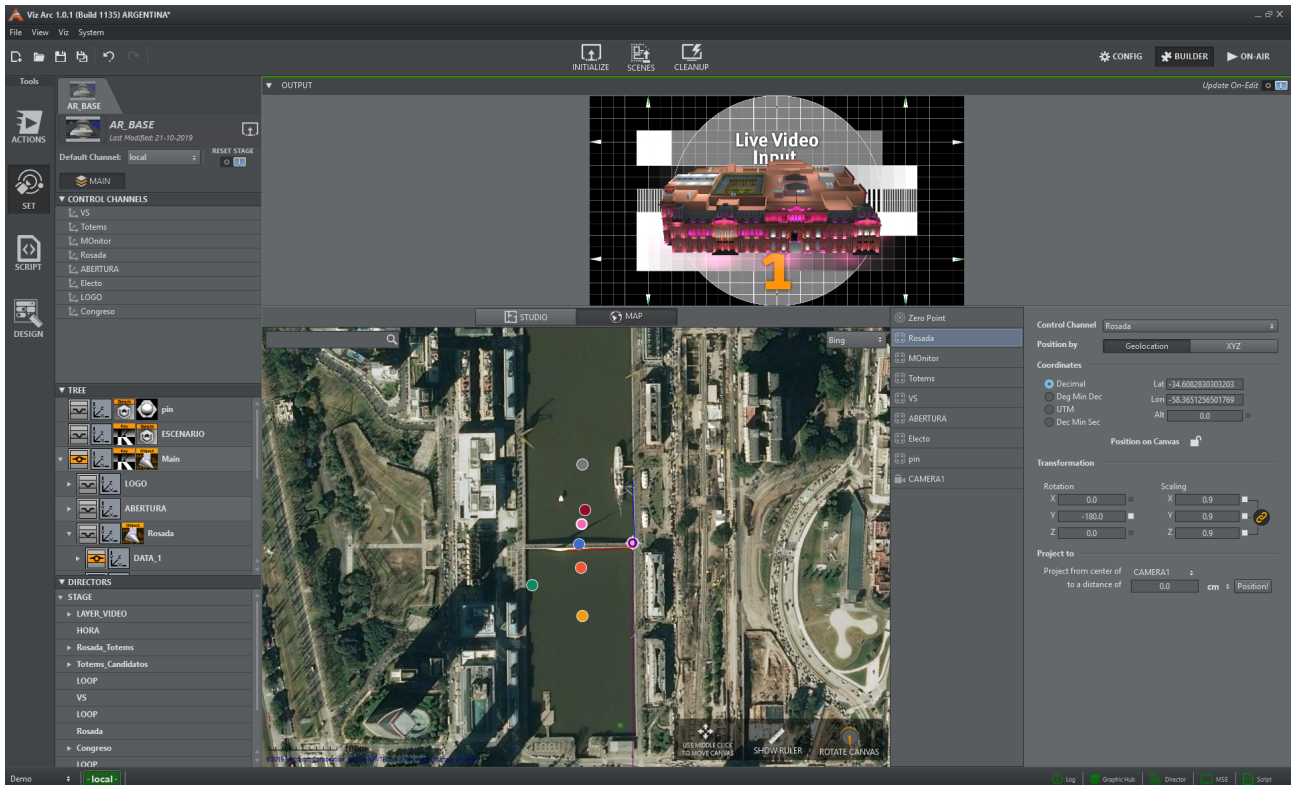 Viz Arc 1.0.1 (Build 1135) ARGENTINA*
File View Viz System
INITIALIZE
SCENES
CLEANUP
CONFIG
BUILDER
ON-AIR
Tools
ACTIONS
SET
SCRIPT
DESIGN
AR_BASE
AR_BASE
Last Modified: 21-10-2019
Default Channel: local
RESET STAGE
MAIN
CONTROL CHANNELS
VS
Totems
MOnitor
Rosada
ABERTURA
Electo
LOGO
Congreso
TREE
pin
ESCENARIO
Main
LOGO
ABERTURA
Rosada
DATA_1
DIRECTORS
STAGE
LAYER_VIDEO
HORA
Rosada_Totems
Totems_Candidatos
LOOP
VS
LOOP
Rosada
Congreso
LOOP
OUTPUT
Update On-Edit
Live Video
Input
1
STUDIO
MAP
Bing
USE MIDDLE CLICK
TO MOVE CANVAS
SHOW RULER
ROTATE CANVAS
Zero Point
Rosada
MOnitor
Totems
VS
ABERTURA
Electo
pin
CAMERA1
Control Channel Rosada
Position by Geolocation XYZ
Coordinates
Decimal
Deg Min Dec
UTM
Dec Min Sec
Lat -34.6082830303203
Lon -58.3651256501769
Alt 0.0
Position on Canvas
Transformation
Rotation
X 0.0
Y -180.0
Z 0.0
Scaling
X 0.9
Y 0.9
Z 0.9
Project to
Project from center of CAMERA1
to a distance of 0.0 cm Position!
Demo
- local -
Log
Graphic Hub
Director
MSE
Script